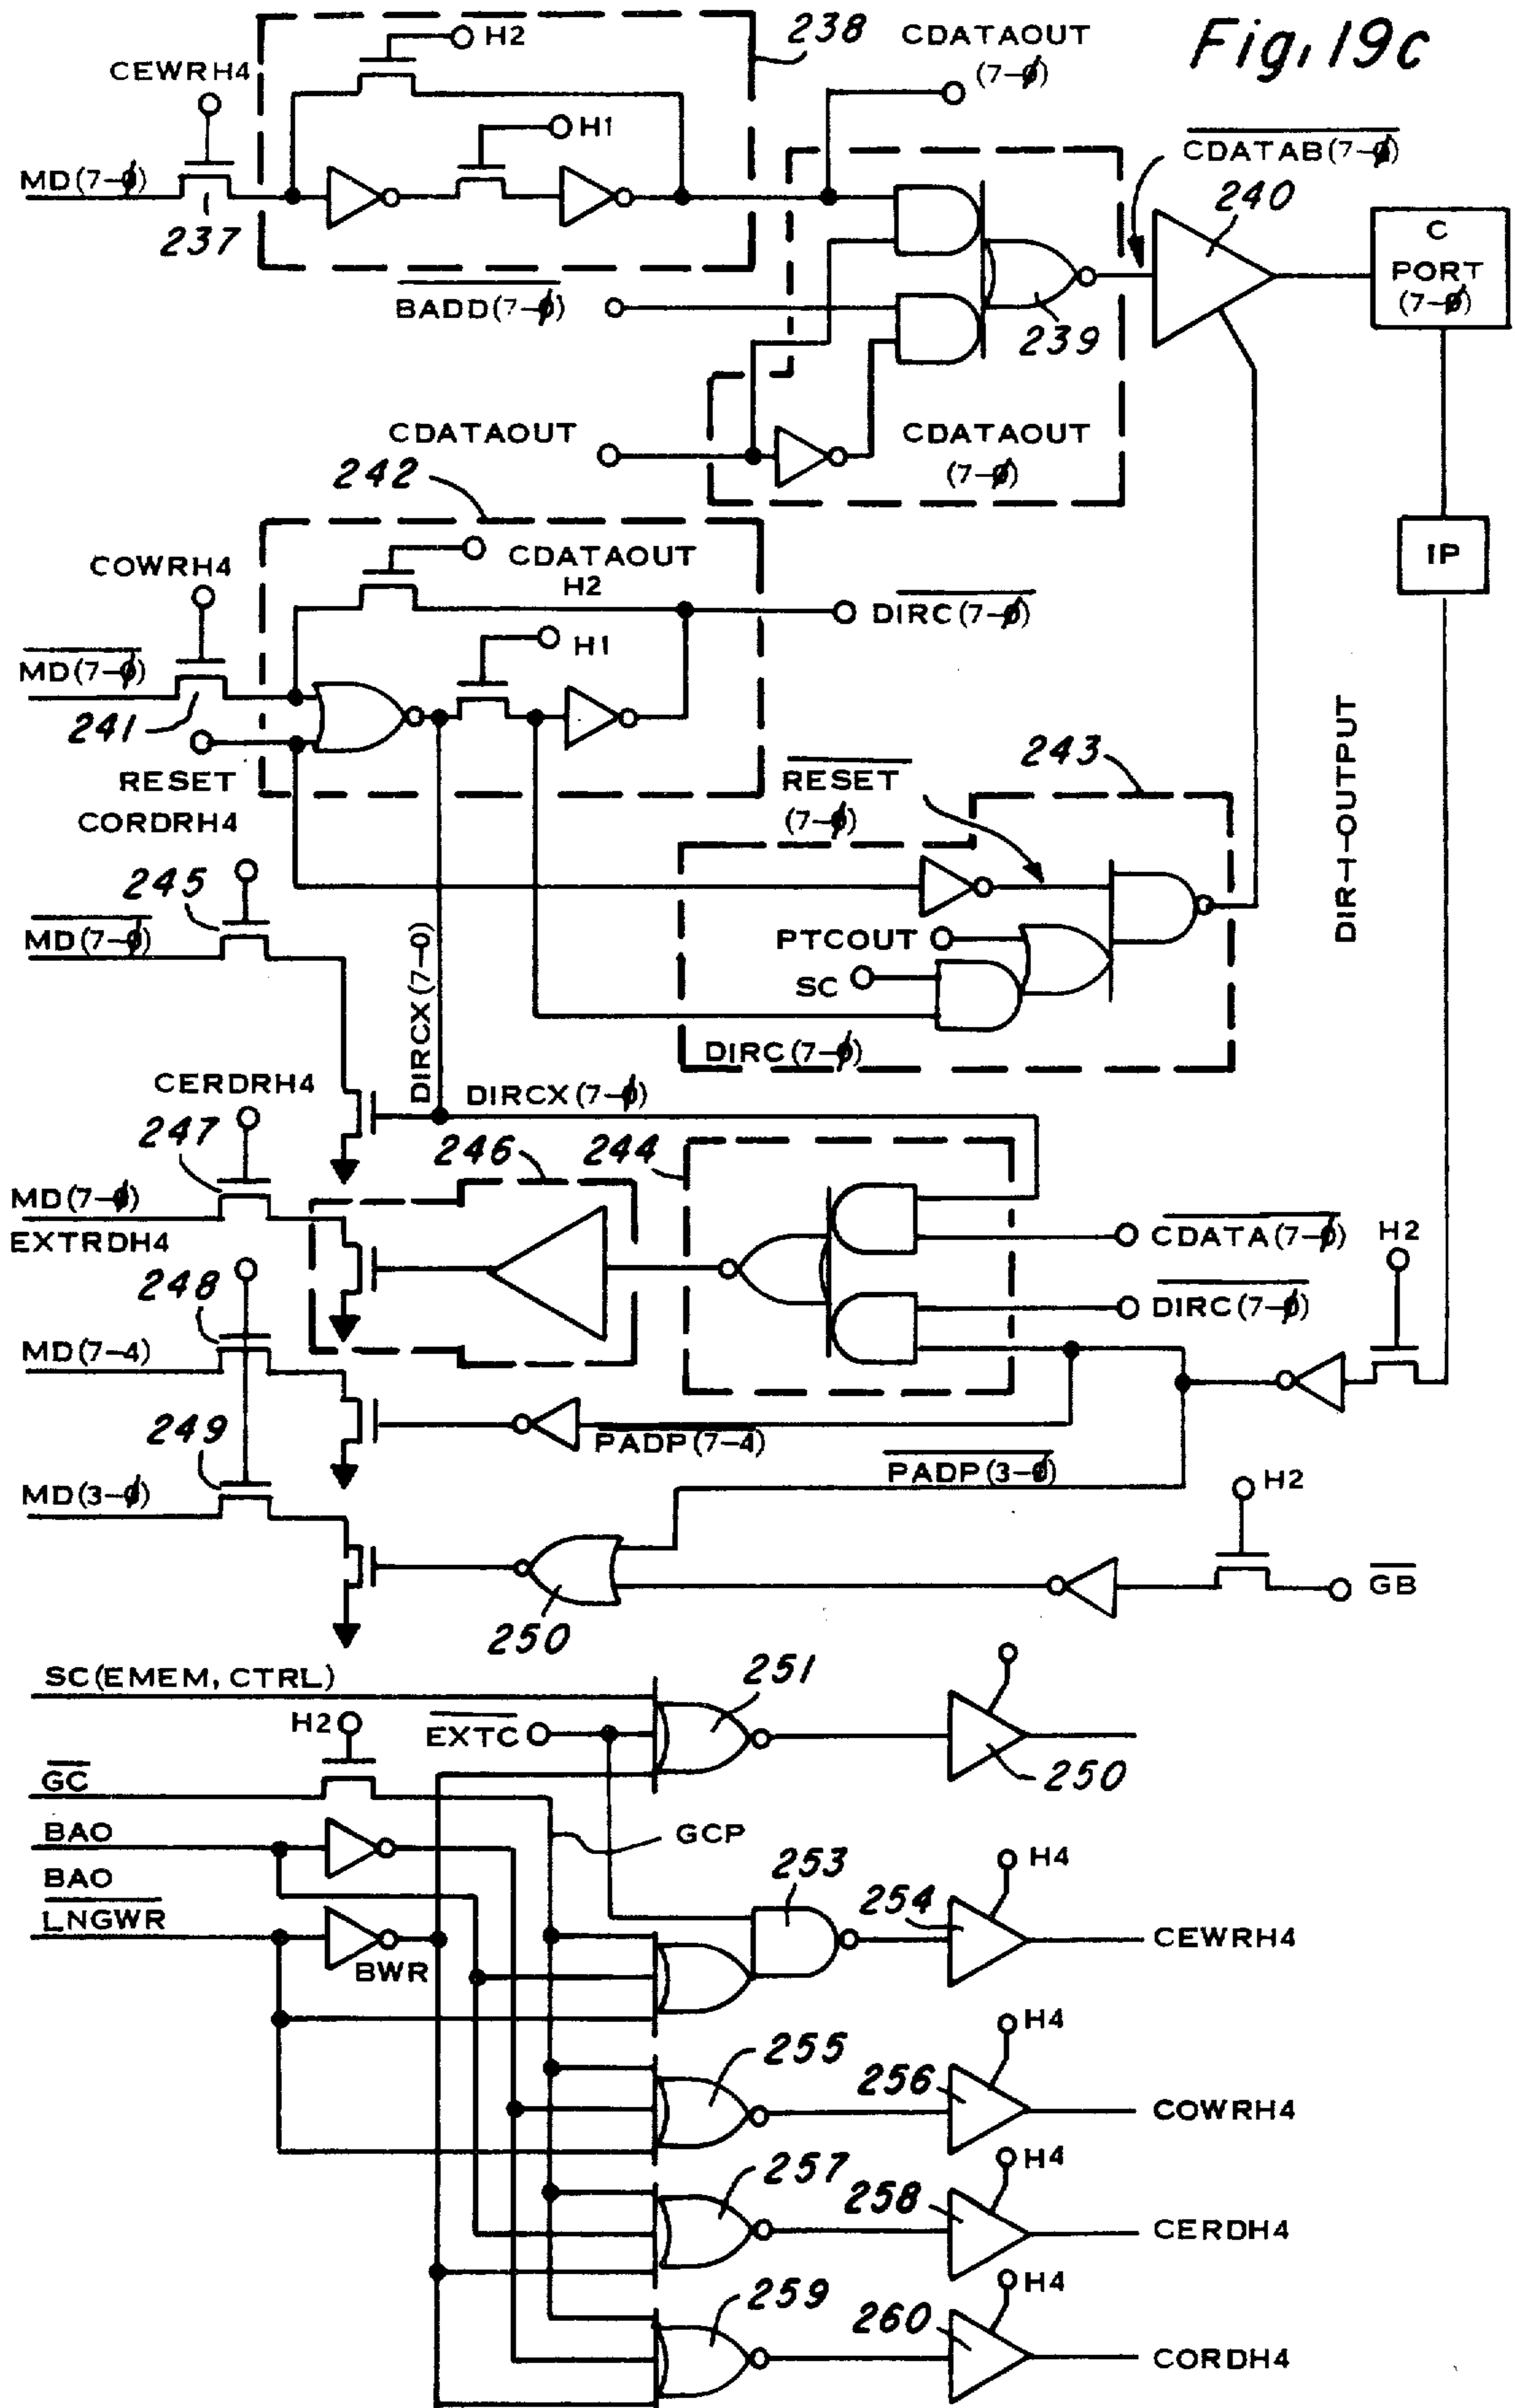 Fig. 19c
238
CDATAOUT
(7-φ)
H2
CEWRH4
H1
MD(7-φ)
237
CDATAB(7-φ)
240
C
PORT
(7-φ)
BADD(7-φ)
239
CDATAOUT
CDATAOUT
(7-φ)
242
IP
COWRH4
CDATAOUT
H2
DIRC(7-φ)
H1
MD(7-φ)
241
RESET
RESET
(7-φ)
243
DIR-1-OUTPUT
CORDRH4
245
MD(7-φ)
PTCOUT
SC
DIRCX(7-0)
DIRC(7-φ)
CERDRH4
DIRCX(7-φ)
247
246
244
MD(7-φ)
EXTRDH4
CDATA(7-φ)
H2
248
DIRC(7-φ)
MD(7-4)
249
PADP(7-4)
PADP(3-φ)
MD(3-φ)
H2
GB
250
SC(EMEM, CTRL)
251
H2
EXTC
GC
250
BAO
GCP
BAO
253
H4
LNGWR
254
BWR
CEWRH4
H4
255
256
COWRH4
H4
257
258
CERDH4
H4
259
260
CORDH4